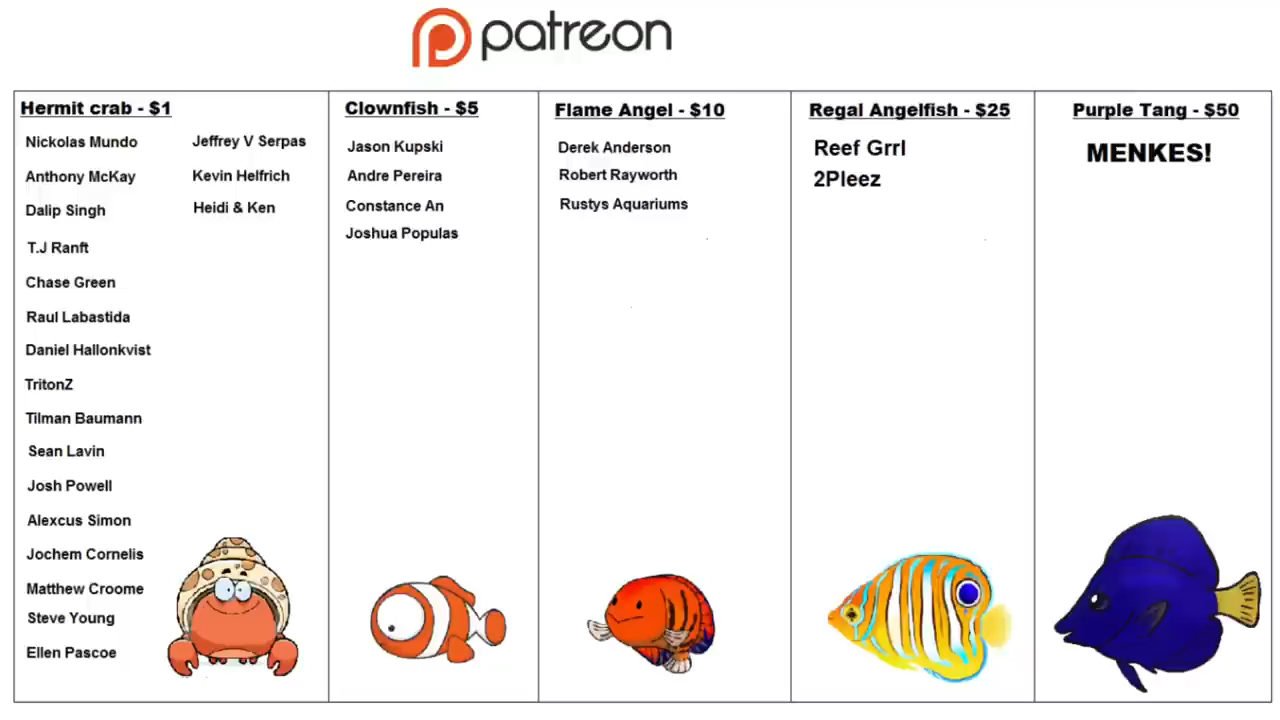 patreon
Hermit crab - $1
Nickolas Mundo
Anthony McKay
Dalip Singh
T.J Ranft
Chase Green
Raul Labastida
Daniel Hallonkvist
TritonZ
Tilman Baumann
Sean Lavin
Josh Powell
Alexcus Simon
Jochem Cornelis
Matthew Croome
Steve Young
Ellen Pascoe
Jeffrey V Serpas
Kevin Helfrich
Heidi & Ken
Clownfish - $5
Jason Kupski
Andre Pereira
Constance An
Joshua Populas
Flame Angel - $10
Derek Anderson
Robert Rayworth
Rustys Aquariums
Regal Angelfish - $25
Reef Grrl
2Pleez
Purple Tang - $50
MENKES!